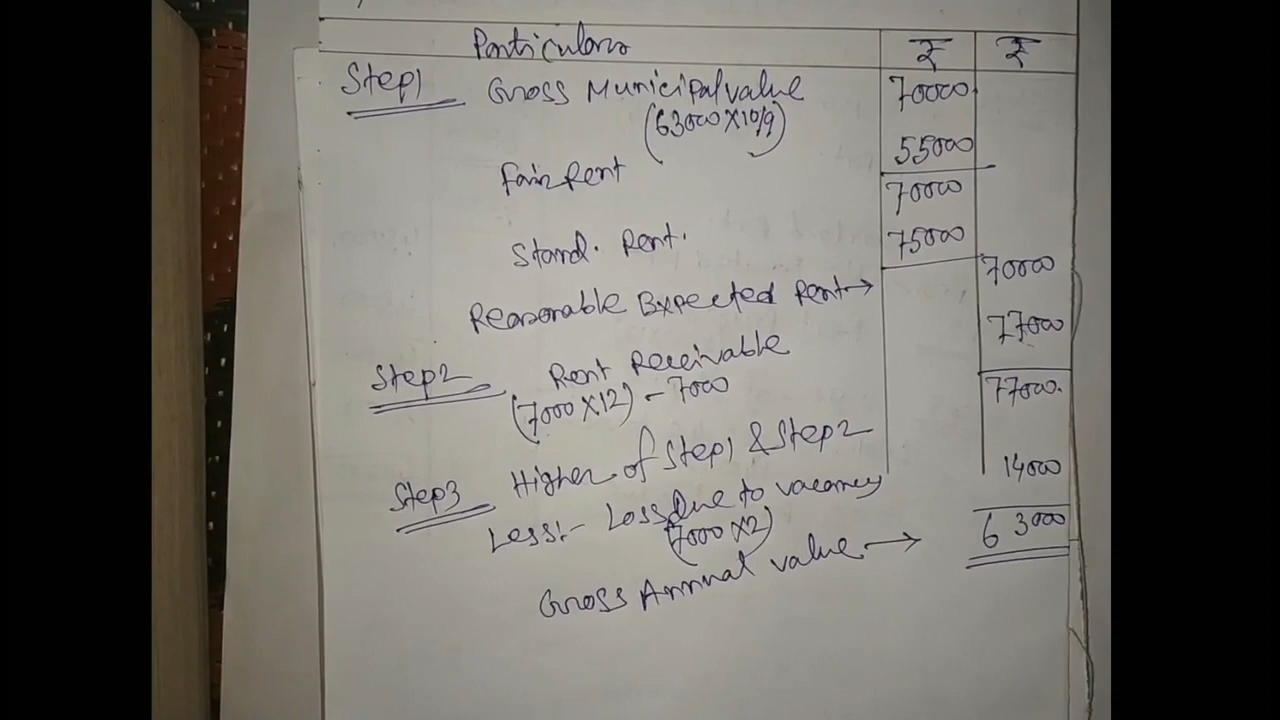 Particulars ₹ ₹
Step1 Gross Municipal value 70000
(63000×10/9)
Fair Rent 55000
70000
Stand. Rent. 75000
Reasonable Expected Rent→ 70000
Step2 Rent Receivable 77000
(7000×12) - 7000
77000.
Step3 Higher of Step1 & Step2
Less:- Loss Due to vacancy 14000
(7000×2)
Gross Annual value → 63000